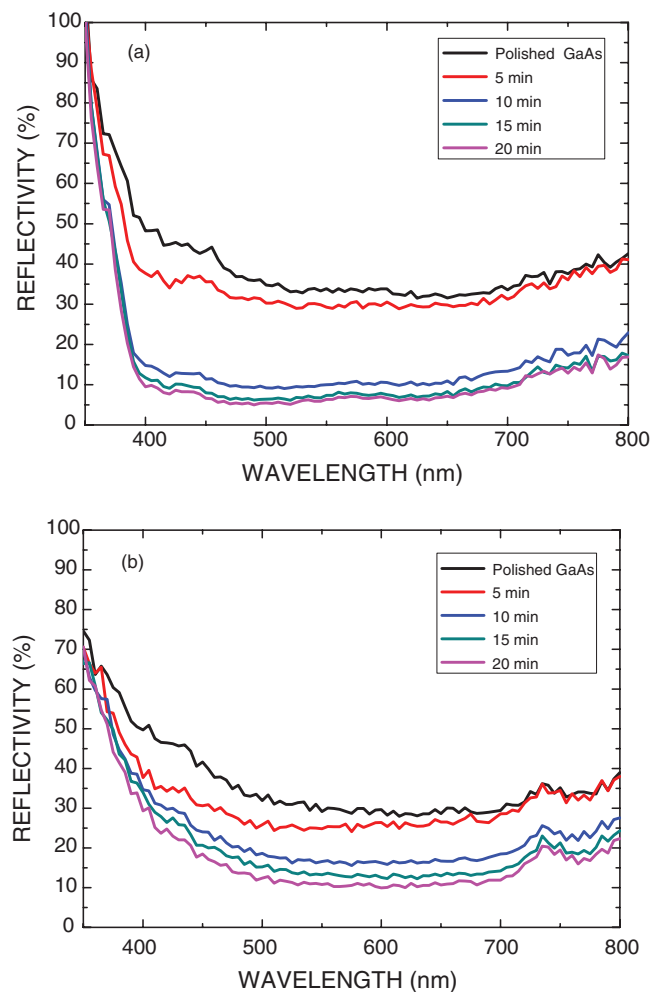 (a)
Polished GaAs
5 min
10 min
15 min
20 min
REFLECTIVITY (%)
100
90
80
70
60
50
40
30
20
10
0
400
500
600
700
800
WAVELENGTH (nm)
(b)
Polished GaAs
5 min
10 min
15 min
20 min
REFLECTIVITY (%)
100
90
80
70
60
50
40
30
20
10
0
400
500
600
700
800
WAVELENGTH (nm)